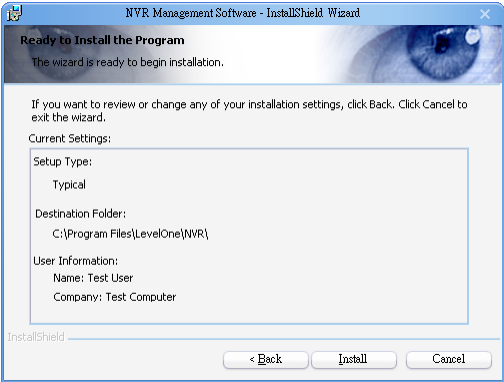 NVR Management Software - InstallShield Wizard
Ready to Install the Program
The wizard is ready to begin installation.
If you want to review or change any of your installation settings, click Back. Click Cancel to
exit the wizard.
Current Settings:
Setup Type:
Typical
Destination Folder:
C:\Program Files\LevelOne\NVR\
User Information:
Name: Test User
Company: Test Computer
InstallShield
< Back
Install
Cancel